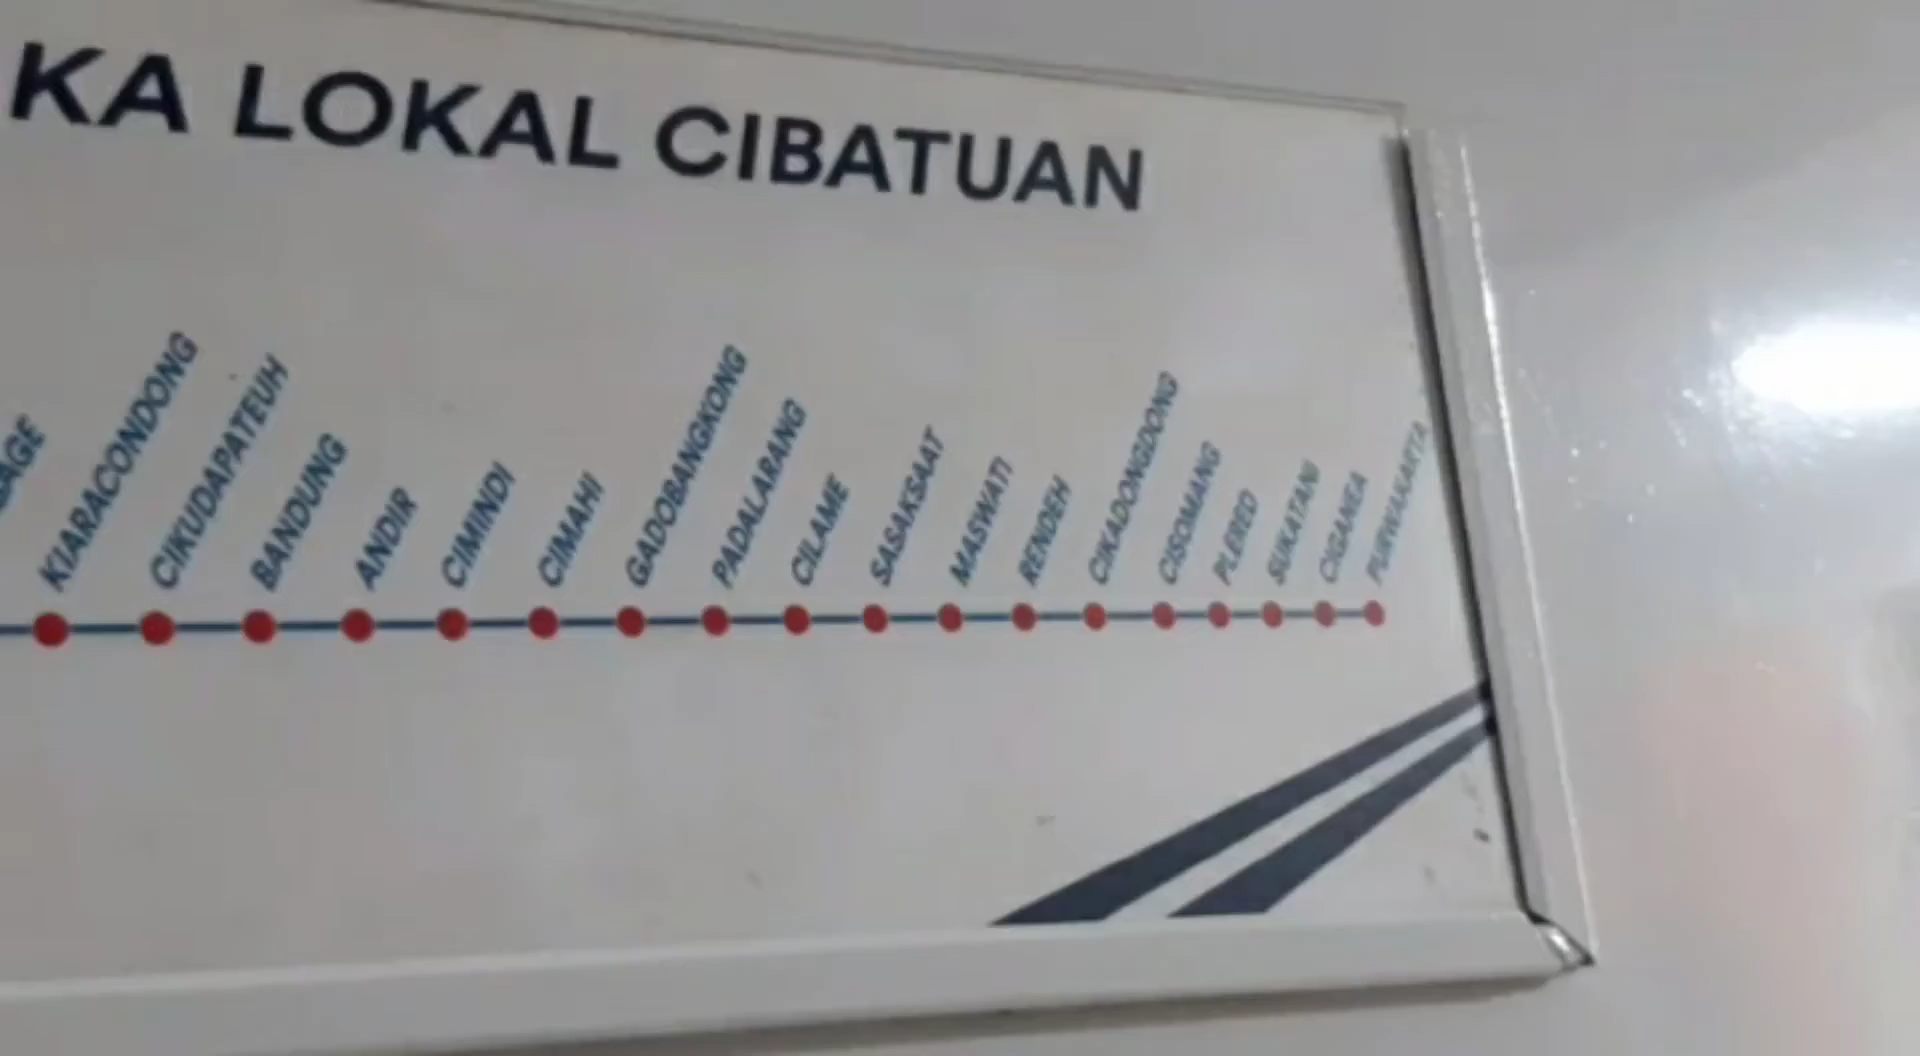 KA LOKAL CIBATUAN
KIARACONDONG
CIKUDAPATEUH
BANDUNG
ANDIR
CIMINDI
CIMAHI
GADOBANGKONG
PADALARANG
CILAME
SASAKSAAT
MASWATI
RENDEH
CIKADONGDONG
CISOMANG
PLERED
SUKATANI
CIGANEA
PURWAKARTA